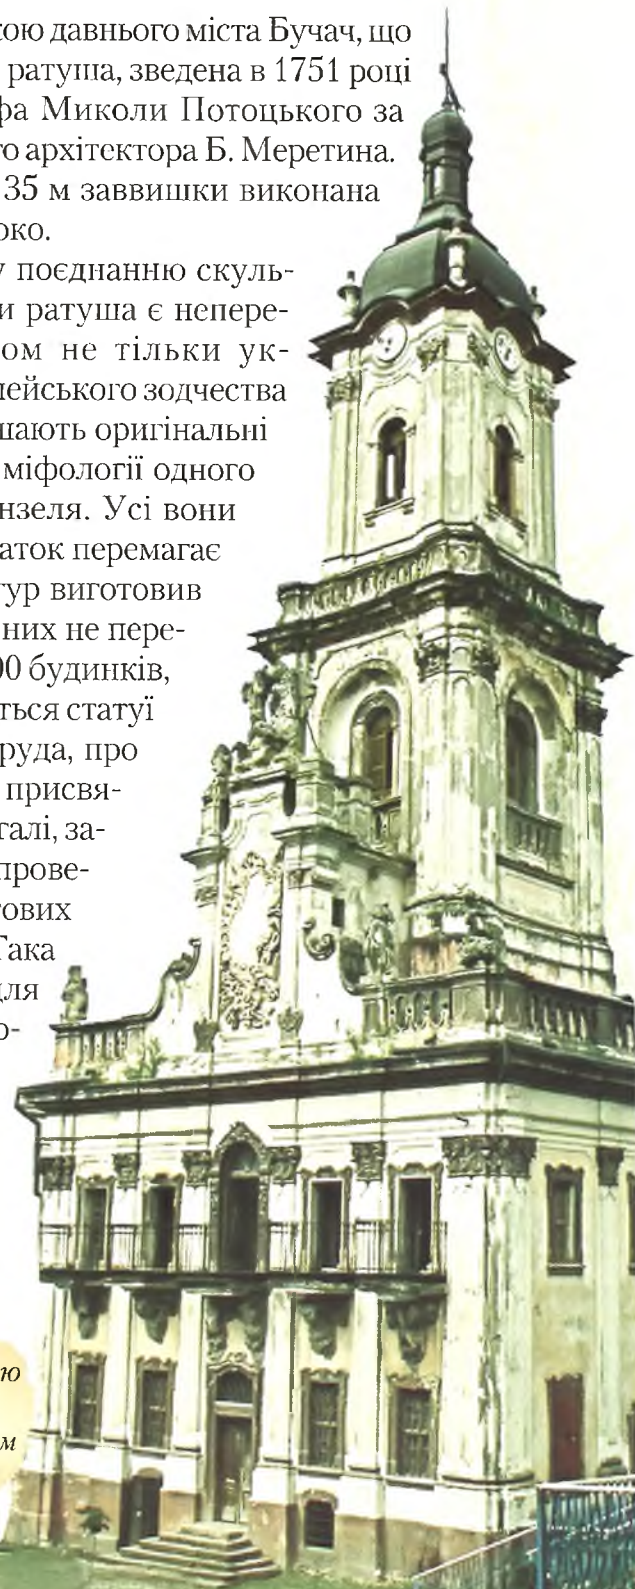 кою давнього міста Бучач, що
ратуша, зведена в 1751 році
фа Миколи Потоцького за
го архітектора Б. Меретина.
35 м заввишки виконана
око.
у поєднанню скуль-
и ратуша є непере-
ом не тільки ук-
пейського зодчества
шають оригінальні
міфології одного
нзеля. Усі вони
аток перемагає
тур виготовив
них не пере-
00 будинків,
ться статуї
руда, про
присвя-
галі, за-
прове-
тових
Така
для
о-
ю
м